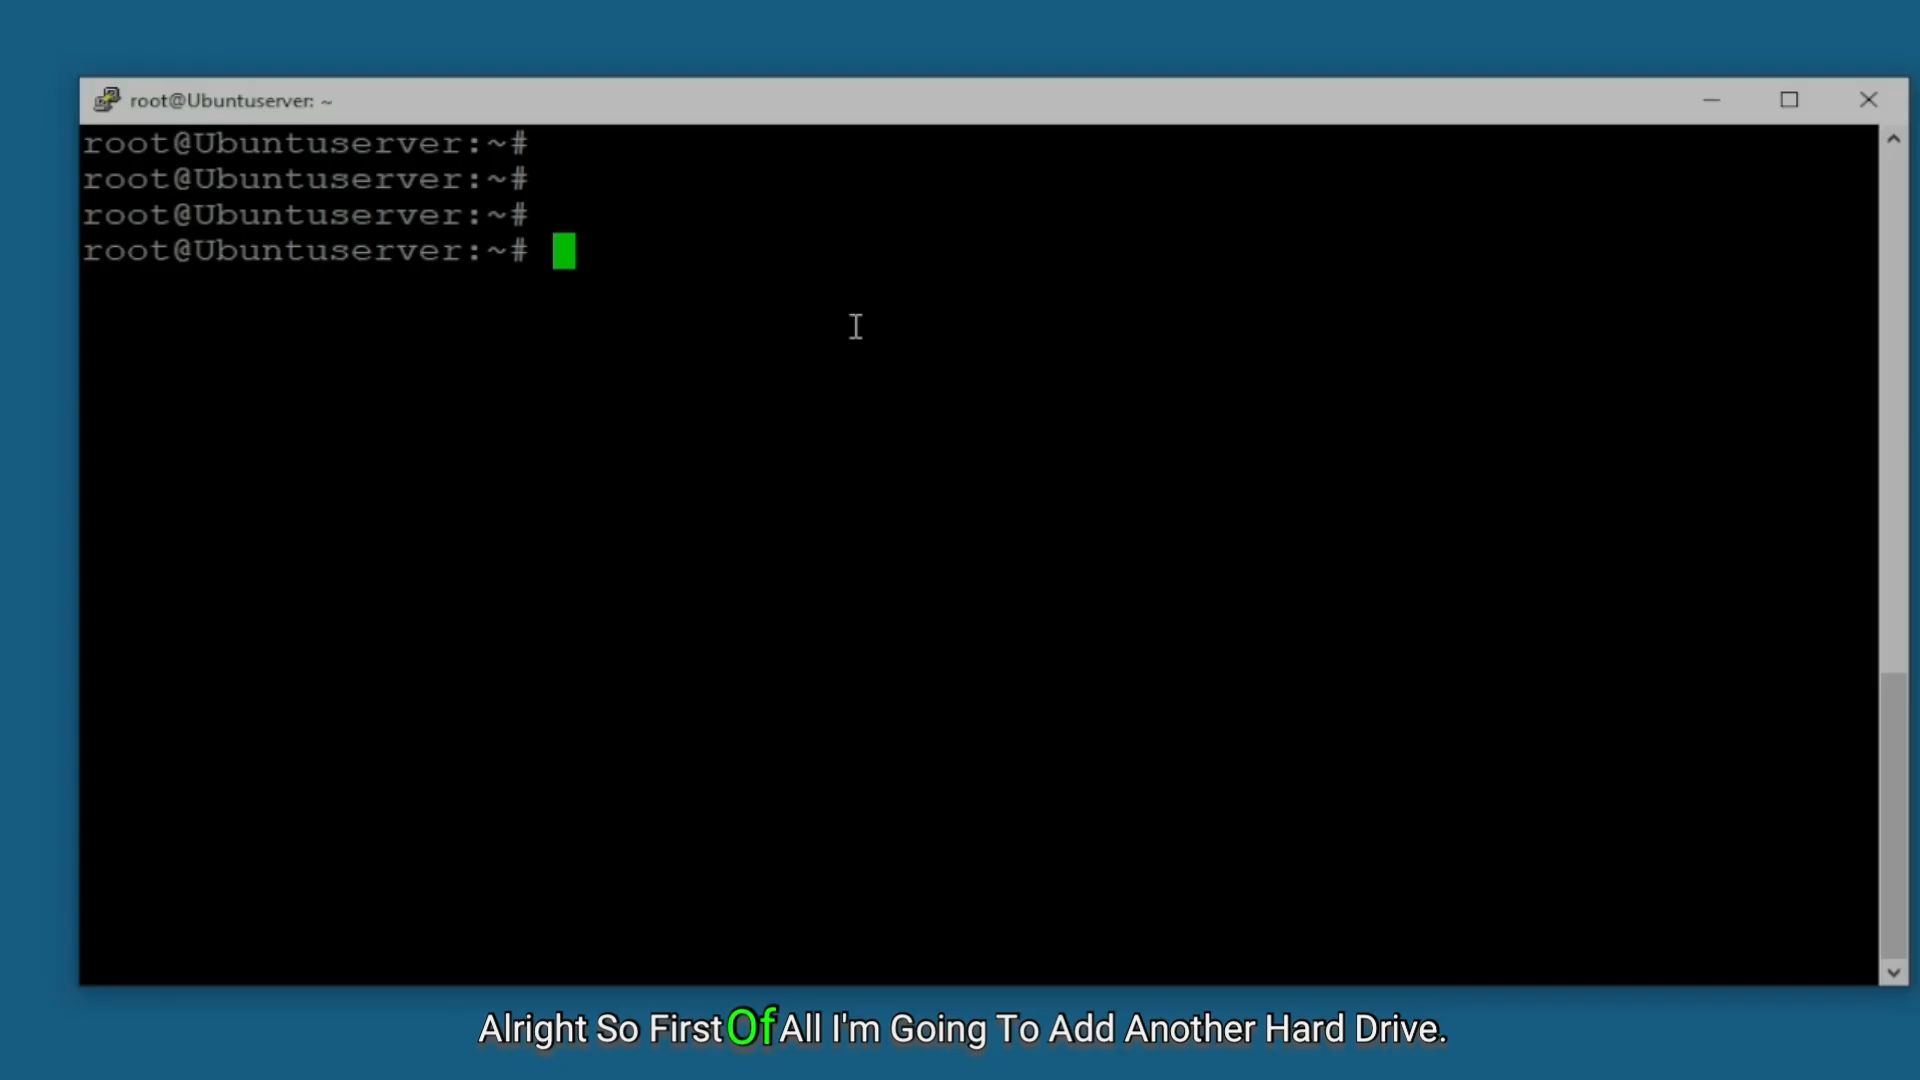 root@Ubuntuserver: ~
root@Ubuntuserver:~#
root@Ubuntuserver:~#
root@Ubuntuserver:~#
root@Ubuntuserver:~#
Alright So First Of All I'm Going To Add Another Hard Drive.